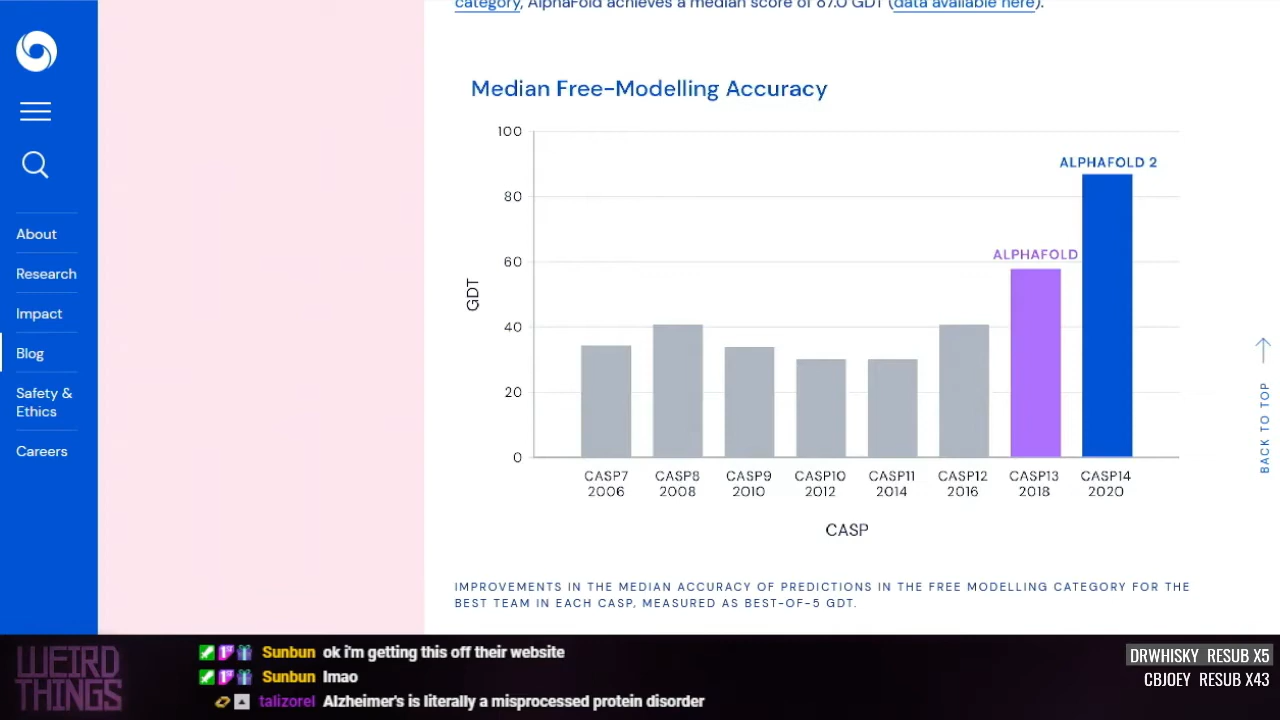 category, AlphaFold achieves a median score of 87.0 GDT (data available here).
Median Free-Modelling Accuracy
100
80
60
40
20
0
GDT
ALPHAFOLD
ALPHAFOLD 2
CASP7 CASP8 CASP9 CASP10 CASP11 CASP12 CASP13 CASP14
2006 2008 2010 2012 2014 2016 2018 2020
CASP
IMPROVEMENTS IN THE MEDIAN ACCURACY OF PREDICTIONS IN THE FREE MODELLING CATEGORY FOR THE
BEST TEAM IN EACH CASP, MEASURED AS BEST-OF-5 GDT.
About
Research
Impact
Blog
Safety &
Ethics
Careers
BACK TO TOP
WEIRD
THINGS
1st Sunbun ok i'm getting this off their website
1st Sunbun lmao
talizorel Alzheimer's is literally a misprocessed protein disorder
DRWHISKY RESUB X5
CBJOEY RESUB X43